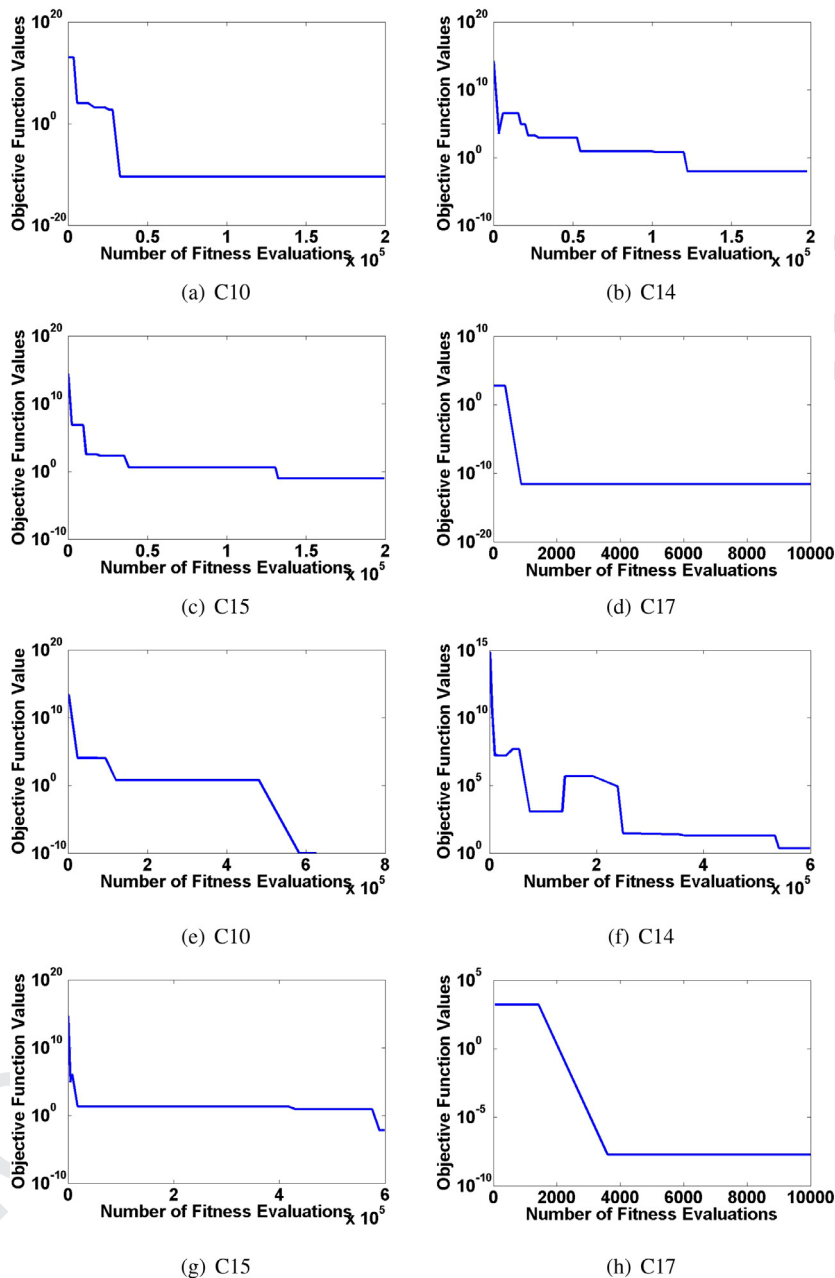 Objective Function Values
10^20
10^0
10^-20
0 0.5 1 1.5 2
Number of Fitness Evaluations x 10^5
(a) C10
Objective Function Values
10^10
10^0
10^-10
0 0.5 1 1.5 2
Number of Fitness Evaluation x 10^5
(b) C14
Objective Function Values
10^20
10^10
10^0
10^-10
0 0.5 1 1.5 2
Number of Fitness Evaluations x 10^5
(c) C15
Objective Function Values
10^10
10^0
10^-10
10^-20
0 2000 4000 6000 8000 10000
Number of Fitness Evaluations
(d) C17
Objective Function Value
10^20
10^10
10^0
10^-10
0 2 4 6 8
Number of Fitness Evaluations x 10^5
(e) C10
Objective Function Values
10^15
10^10
10^5
10^0
0 2 4 6
Number of Fitness Evaluations x 10^5
(f) C14
Objective Function Values
10^20
10^10
10^0
10^-10
0 2 4 6
Number of Fitness Evaluations x 10^5
(g) C15
Objective Function Values
10^5
10^0
10^-5
10^-10
0 2000 4000 6000 8000 10000
Number of Fitness Evaluations
(h) C17